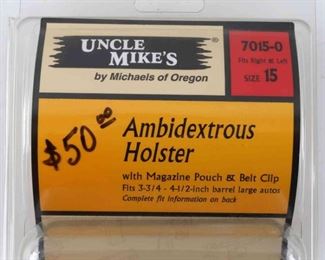 UNCLE MIKE'S®
by Michaels of Oregon
7015-0
Fits Right & Left
SIZE 15
$50.00
Ambidextrous
Holster
with Magazine Pouch & Belt Clip
Fits 3-3/4 - 4-1/2-inch barrel large autos
Complete fit information on back